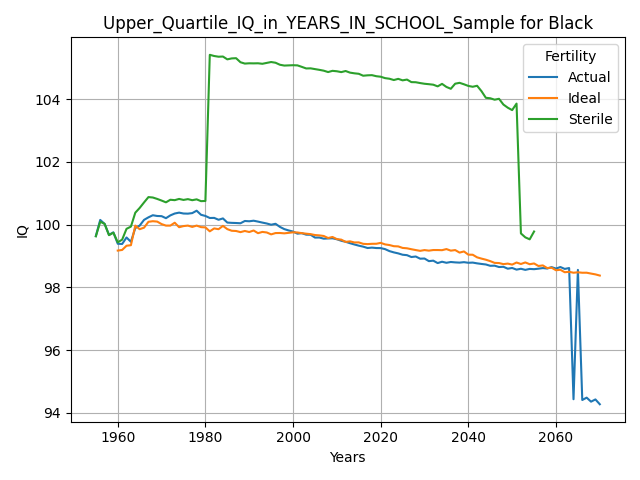 Upper_Quartile_IQ_in_YEARS_IN_SCHOOL_Sample for Black
Fertility
Actual
Ideal
Sterile
IQ
104
102
100
98
96
94
1960
1980
2000
2020
2040
2060
Years